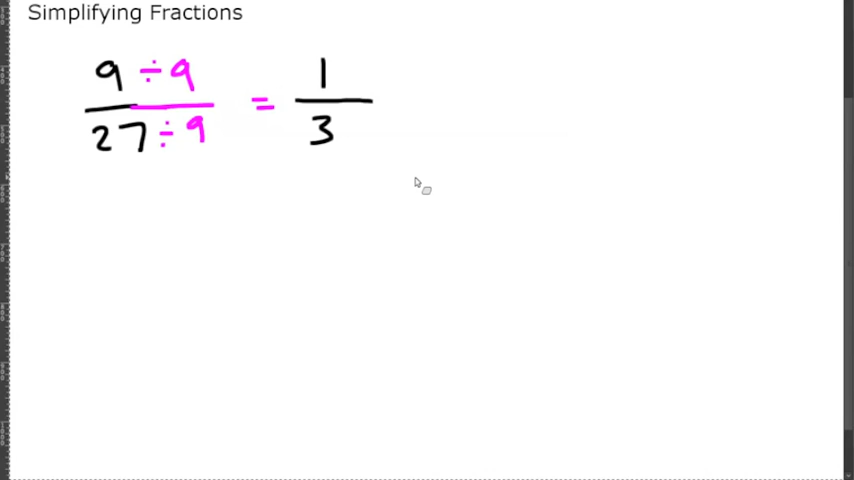 Simplifying Fractions
9 ÷ 9
27 ÷ 9
=
1
3